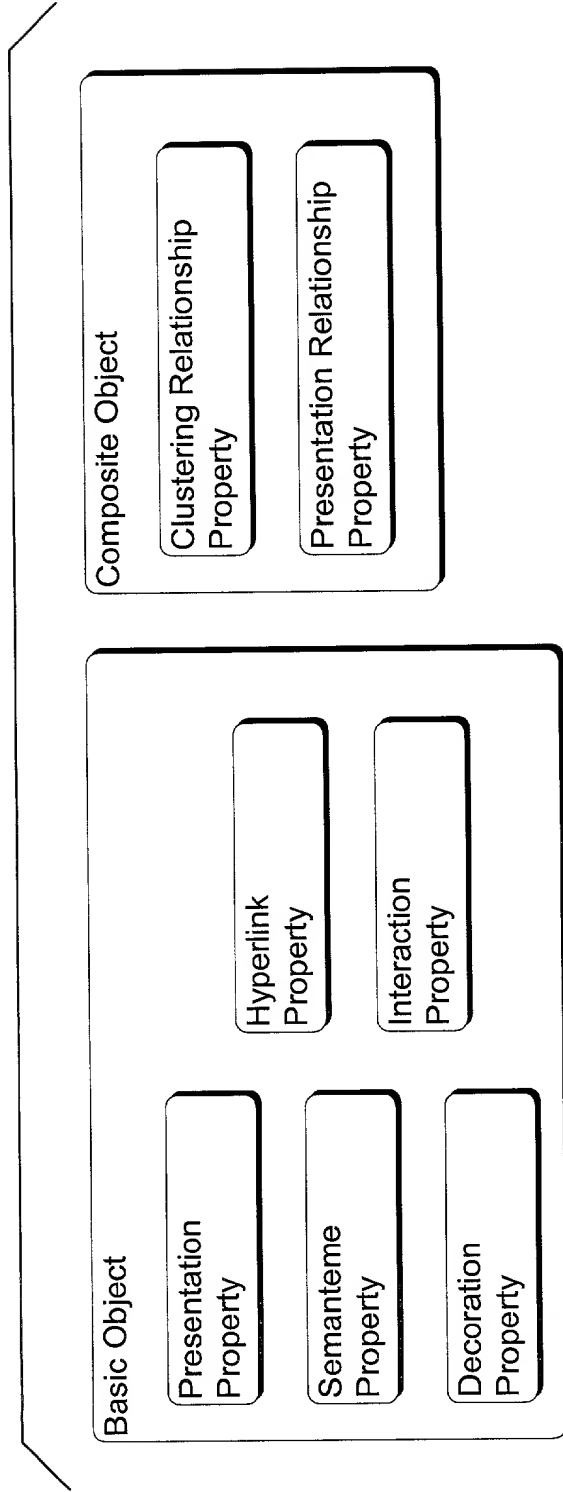 Basic Object
Presentation
Property
Semanteme
Property
Decoration
Property
Hyperlink
Property
Interaction
Property
Composite Object
Clustering Relationship
Property
Presentation Relationship
Property